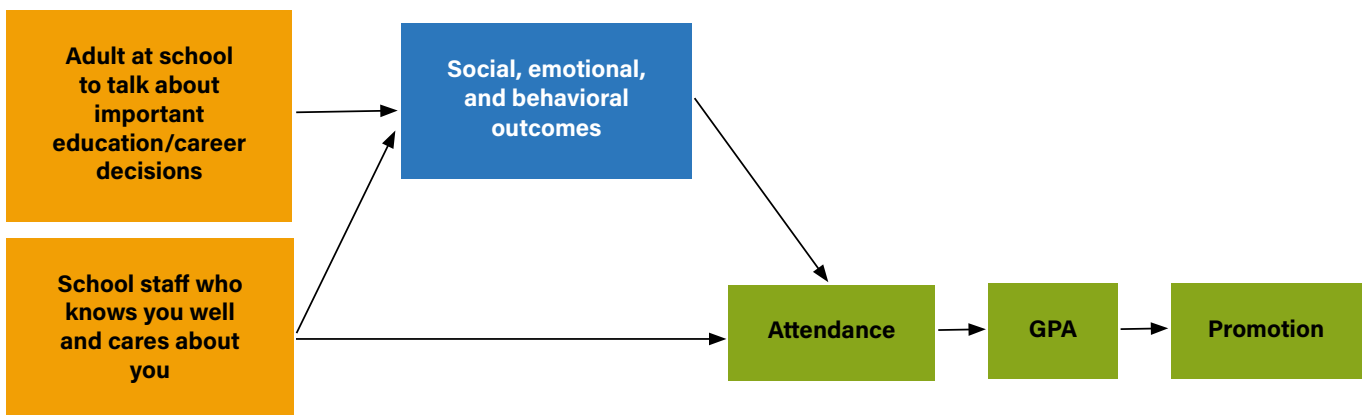 Adult at school
to talk about
important
education/career
decisions
Social, emotional,
and behavioral
outcomes
School staff who
knows you well
and cares about
you
Attendance
GPA
Promotion